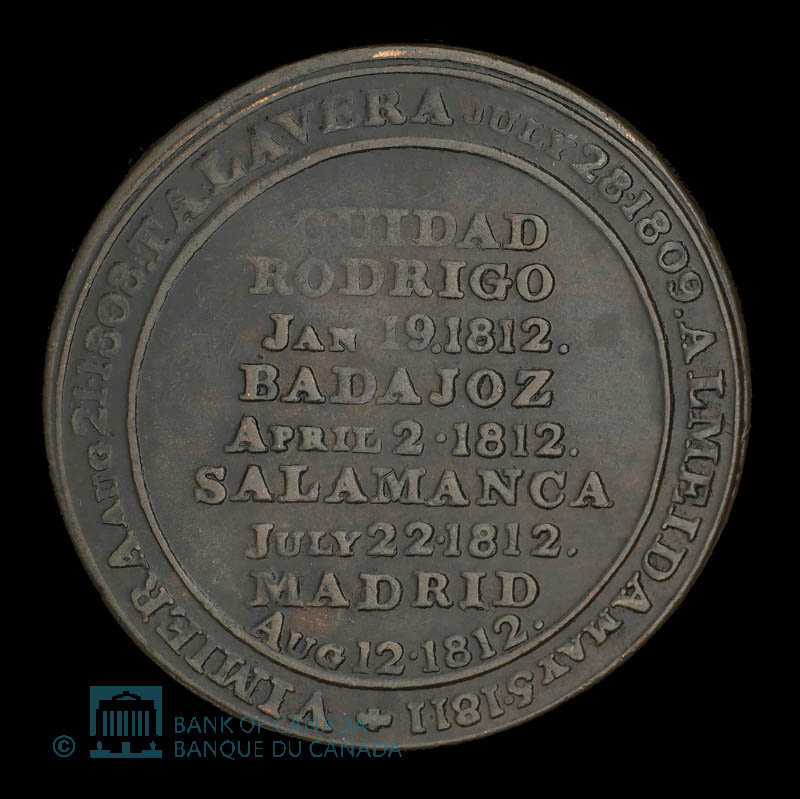 VIMIERA AUG 21.1808. TALAVERA JULY 28.1809. ALMEIDA MAY 5.1811 +
CUIDAD
RODRIGO
JAN 19.1812.
BADAJOZ
APRIL 2.1812.
SALAMANCA
JULY 22.1812.
MADRID
AUG 12.1812.
© BANK OF CANADA
BANQUE DU CANADA